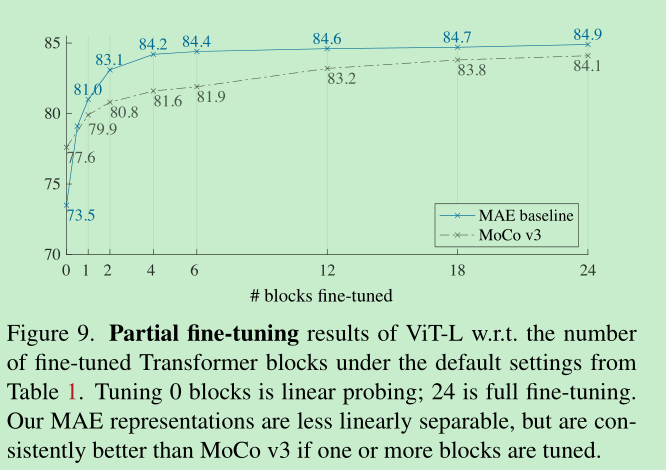 85
80
75
70
84.2
84.4
84.6
84.7
84.9
83.1
81.0
79.9
80.8
81.6
81.9
83.2
83.8
84.1
77.6
73.5
MAE baseline
MoCo v3
0 1 2 4 6 12 18 24
# blocks fine-tuned
Figure 9. Partial fine-tuning results of ViT-L w.r.t. the number
of fine-tuned Transformer blocks under the default settings from
Table 1. Tuning 0 blocks is linear probing; 24 is full fine-tuning.
Our MAE representations are less linearly separable, but are con-
sistently better than MoCo v3 if one or more blocks are tuned.